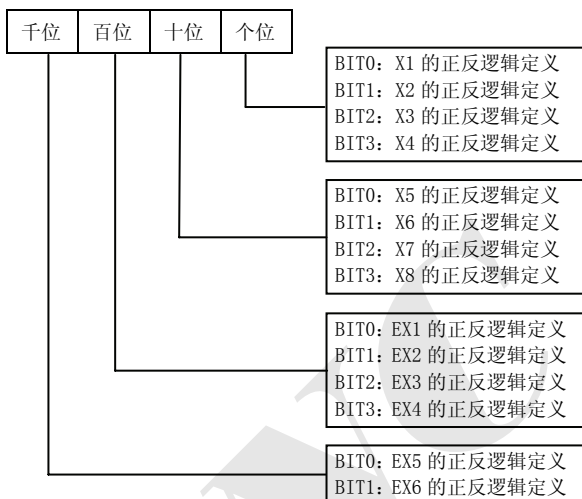 千位 百位 十位 个位
BIT0: X1 的正反逻辑定义
BIT1: X2 的正反逻辑定义
BIT2: X3 的正反逻辑定义
BIT3: X4 的正反逻辑定义
BIT0: X5 的正反逻辑定义
BIT1: X6 的正反逻辑定义
BIT2: X7 的正反逻辑定义
BIT3: X8 的正反逻辑定义
BIT0: EX1 的正反逻辑定义
BIT1: EX2 的正反逻辑定义
BIT2: EX3 的正反逻辑定义
BIT3: EX4 的正反逻辑定义
BIT0: EX5 的正反逻辑定义
BIT1: EX6 的正反逻辑定义